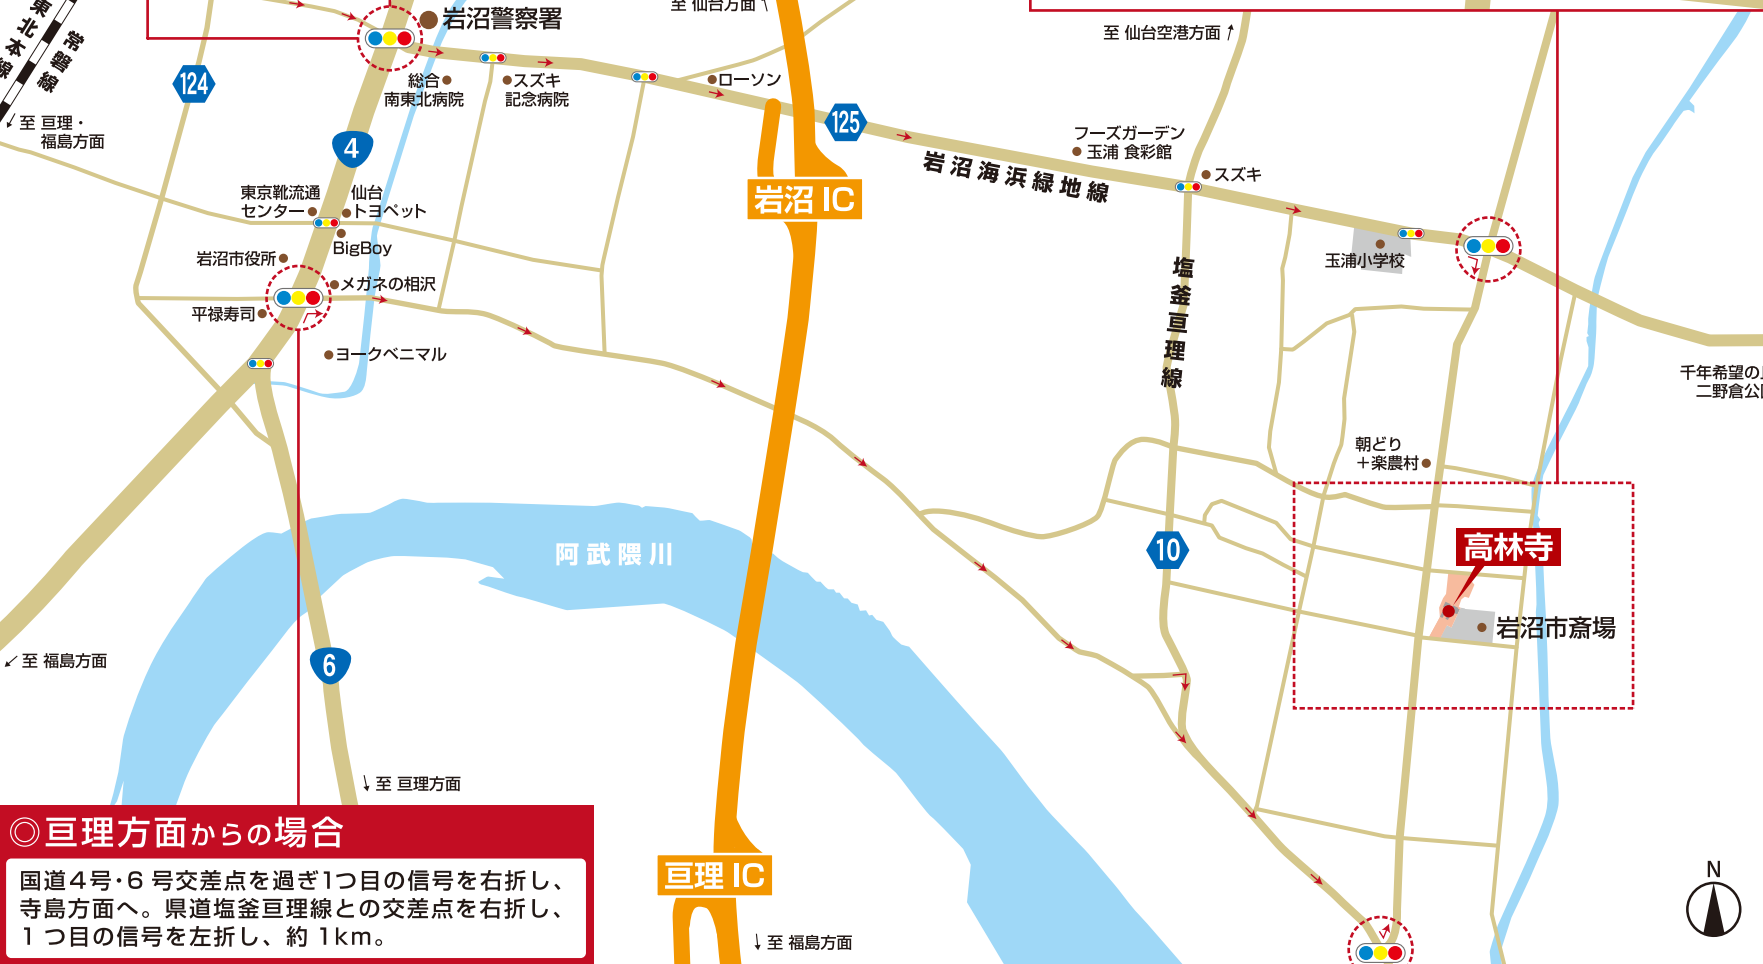 東北本線
常磐線
岩沼警察署
至 仙台方面
至 仙台空港方面
124
総合
南東北病院
スズキ
記念病院
ローソン
125
至 亘理・
福島方面
4
フーズガーデン
玉浦 食彩館
岩沼海浜緑地線
スズキ
東京靴流通
センター
仙台
トヨペット
岩沼IC
BigBoy
岩沼市役所
玉浦小学校
メガネの相沢
平禄寿司
塩釜亘理線
ヨークベニマル
千年希望の
二野倉公
朝どり
＋楽農村
阿武隈川
10
高林寺
岩沼市斎場
至 福島方面
6
至 亘理方面
◎亘理方面からの場合
国道4号・6号交差点を過ぎ1つ目の信号を右折し、
寺島方面へ。県道塩釜亘理線との交差点を右折し、
1つ目の信号を左折し、約1km。
亘理IC
至 福島方面
N